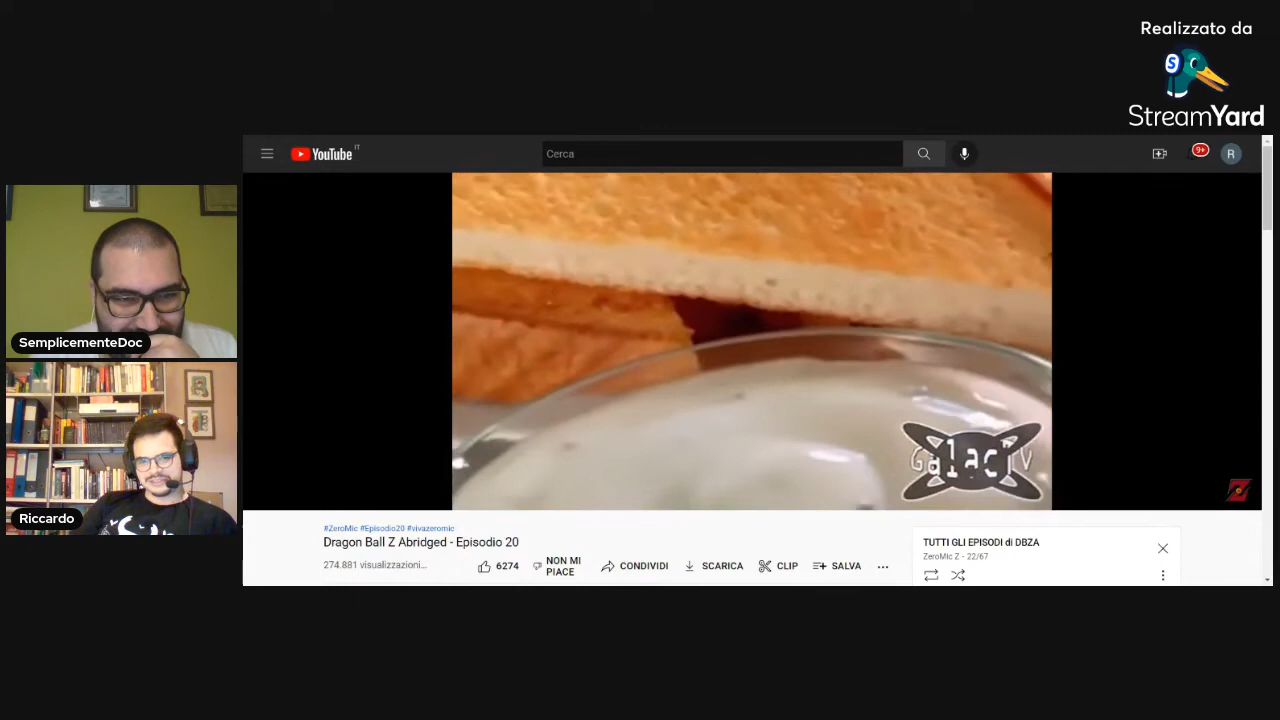 Realizzato da
StreamYard
YouTube IT
Cerca
9+
R
SemplicementeDoc
Riccardo
GalacTV
#ZeroMic #Episodio20 #vivazeromic
Dragon Ball Z Abridged - Episodio 20
274.881 visualizzazioni...
6274
NON MI
PIACE
CONDIVIDI
SCARICA
CLIP
SALVA
TUTTI GLI EPISODI di DBZA
ZeroMic Z - 22/67